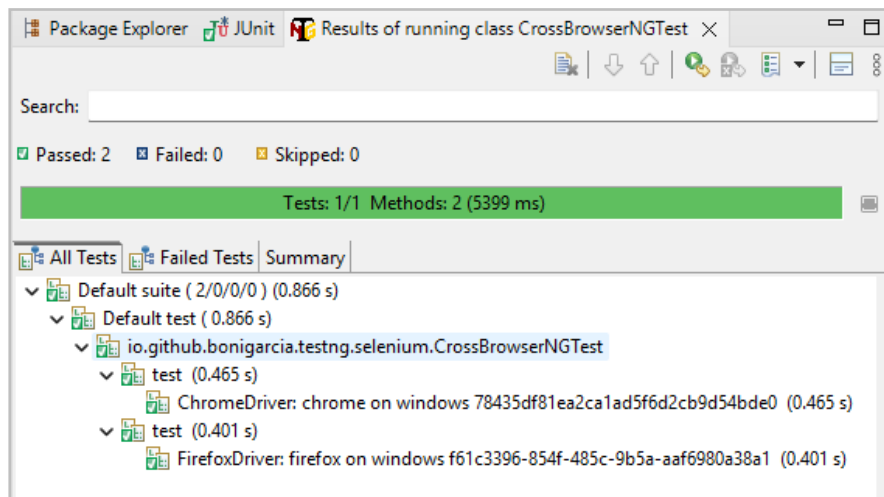 Package Explorer JUnit Results of running class CrossBrowserNGTest
Search:
Passed: 2 Failed: 0 Skipped: 0
Tests: 1/1 Methods: 2 (5399 ms)
All Tests Failed Tests Summary
Default suite ( 2/0/0/0 ) (0.866 s)
Default test ( 0.866 s)
io.github.bonigarcia.testng.selenium.CrossBrowserNGTest
test (0.465 s)
ChromeDriver: chrome on windows 78435df81ea2ca1ad5f6d2cb9d54bde0 (0.465 s)
test (0.401 s)
FirefoxDriver: firefox on windows f61c3396-854f-485c-9b5a-aaf6980a38a1 (0.401 s)